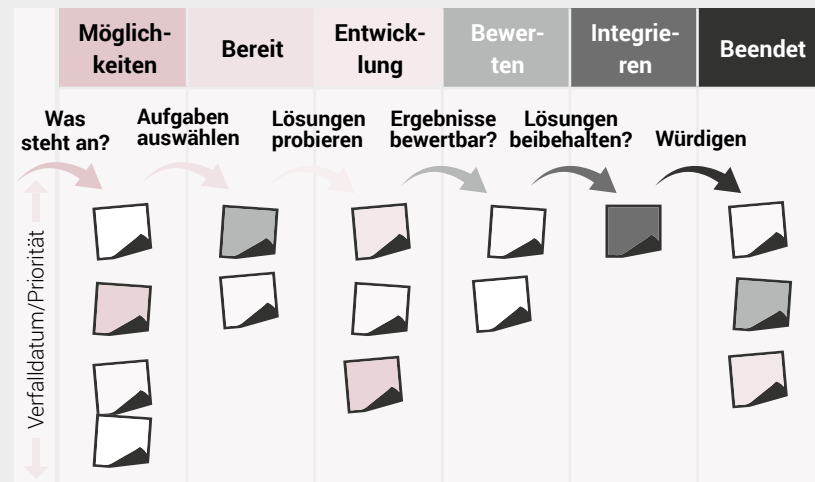 Möglich-
keiten
Bereit
Entwick-
lung
Bewer-
ten
Integrie-
ren
Beendet
Was
steht an?
Aufgaben
auswählen
Lösungen
probieren
Ergebnisse
bewertbar?
Lösungen
beibehalten?
Würdigen
Verfalldatum/Priorität